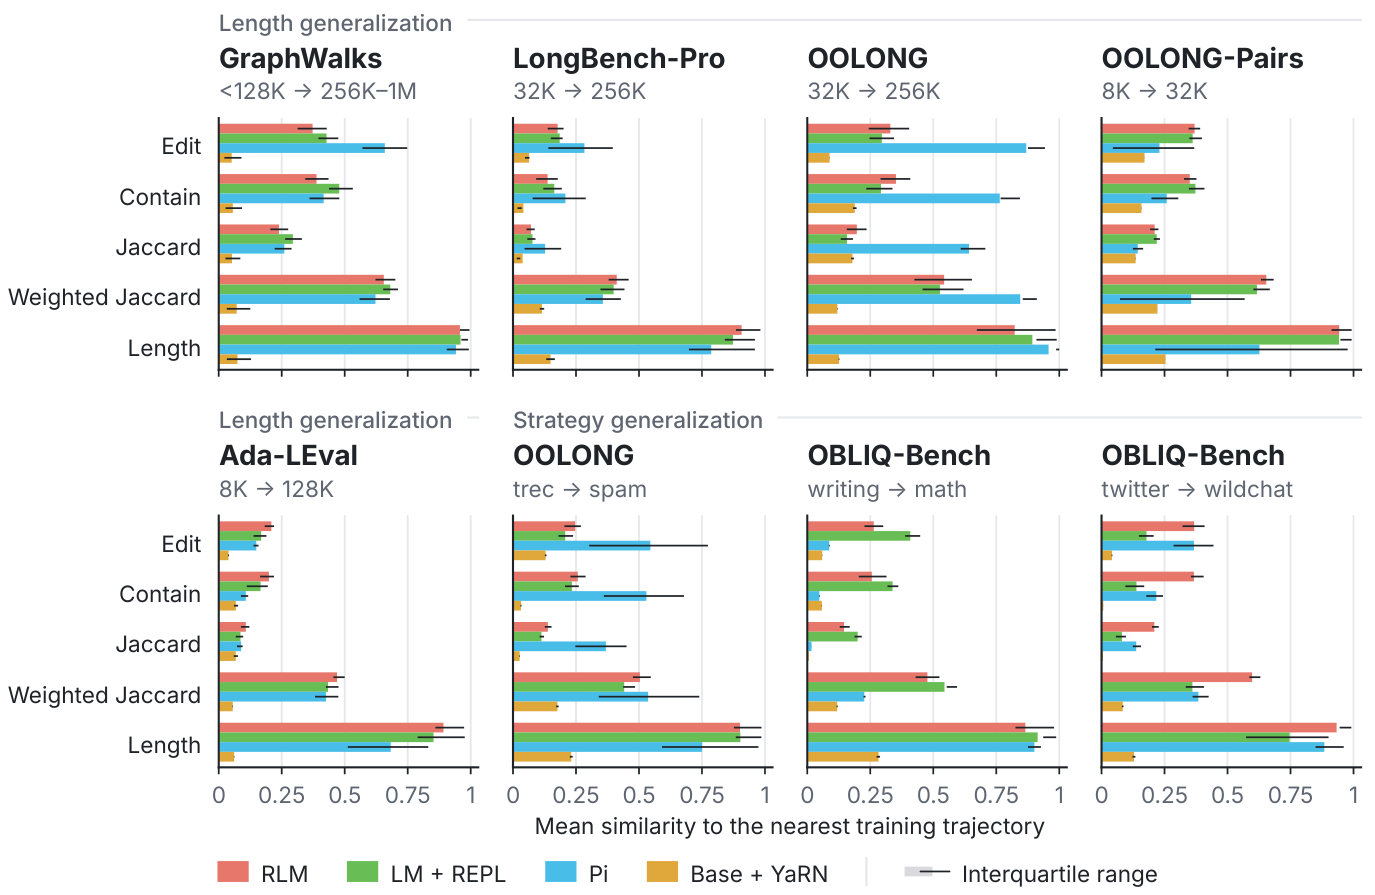 Length generalization
GraphWalks
<128K → 256K–1M
LongBench-Pro
32K → 256K
OOLONG
32K → 256K
OOLONG-Pairs
8K → 32K
Edit
Contain
Jaccard
Weighted Jaccard
Length
Length generalization
Ada-LEval
8K → 128K
Strategy generalization
OOLONG
trec → spam
OBLIQ-Bench
writing → math
OBLIQ-Bench
twitter → wildchat
Edit
Contain
Jaccard
Weighted Jaccard
Length
0 0.25 0.5 0.75 1
0 0.25 0.5 0.75 1
0 0.25 0.5 0.75 1
0 0.25 0.5 0.75 1
Mean similarity to the nearest training trajectory
RLM LM + REPL Pi Base + YaRN Interquartile range